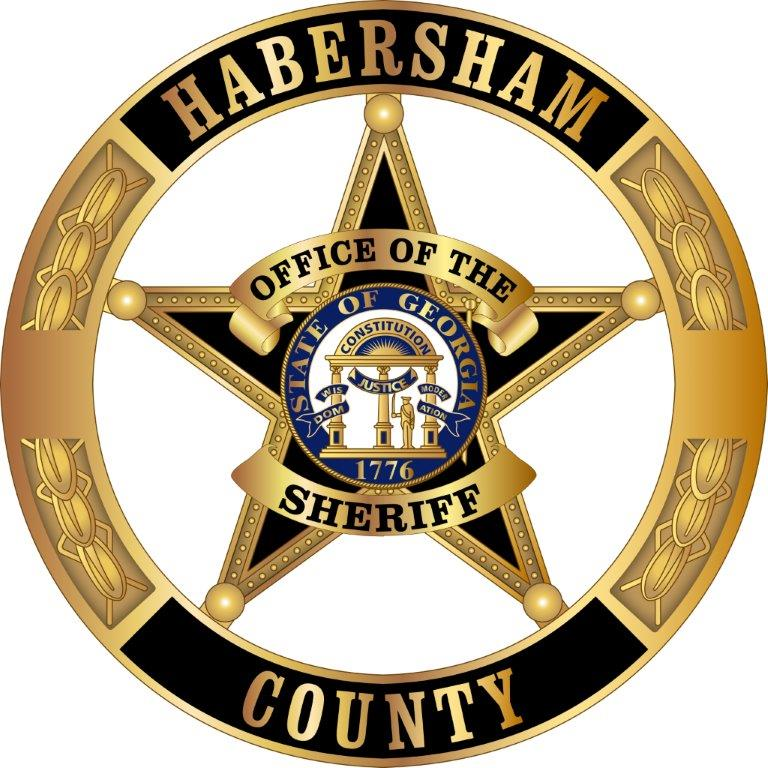 HABERSHAM
OFFICE OF THE
STATE OF GEORGIA
CONSTITUTION
JUSTICE
WIS
DOM
MODER
ATION
1776
SHERIFF
COUNTY